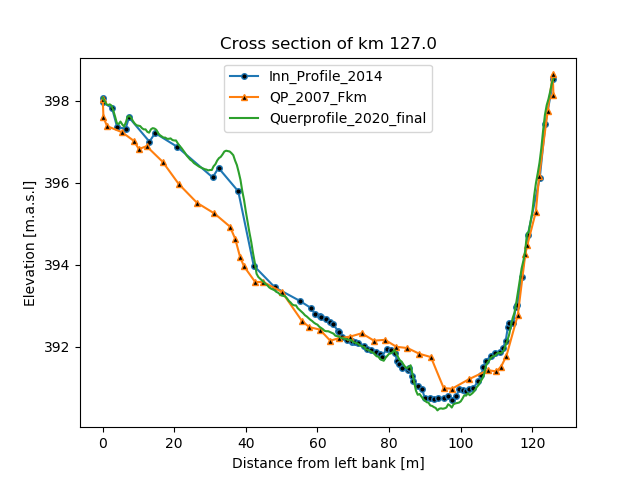 Cross section of km 127.0
Inn_Profile_2014
QP_2007_Fkm
Querprofile_2020_final
398
396
394
392
Elevation [m.a.s.l]
0 20 40 60 80 100 120
Distance from left bank [m]